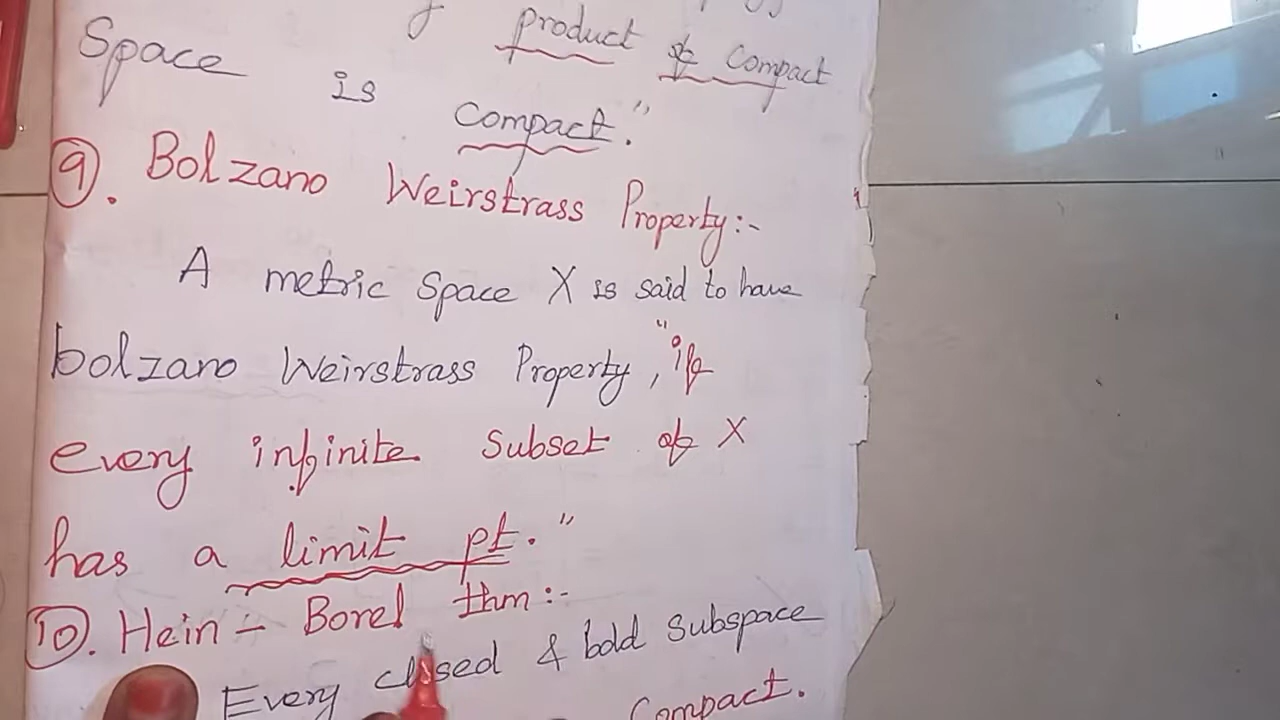 product of Compact
Space is Compact."
9. Bolzano Weirstrass Property:-
A metric Space X is said to have
bolzano Weirstrass Property, "if
every infinite Subset of X
has a limit pt."
10. Hein - Borel thm:-
Every closed & bdd Subspace
Compact.